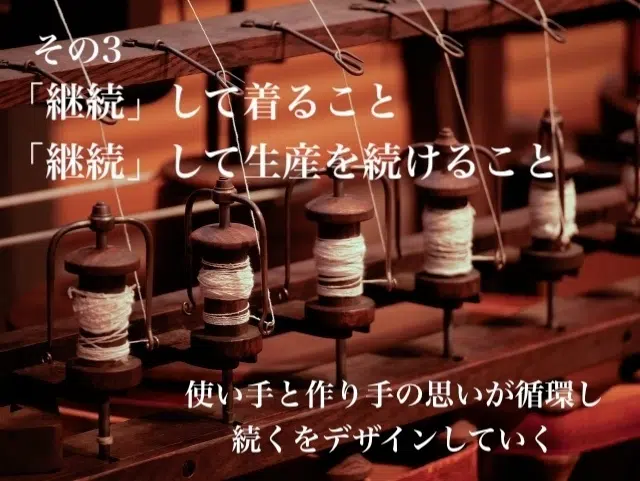 その3
「継続」して着ること
「継続」して生産を続けること
使い手と作り手の思いが循環し
続くをデザインしていく